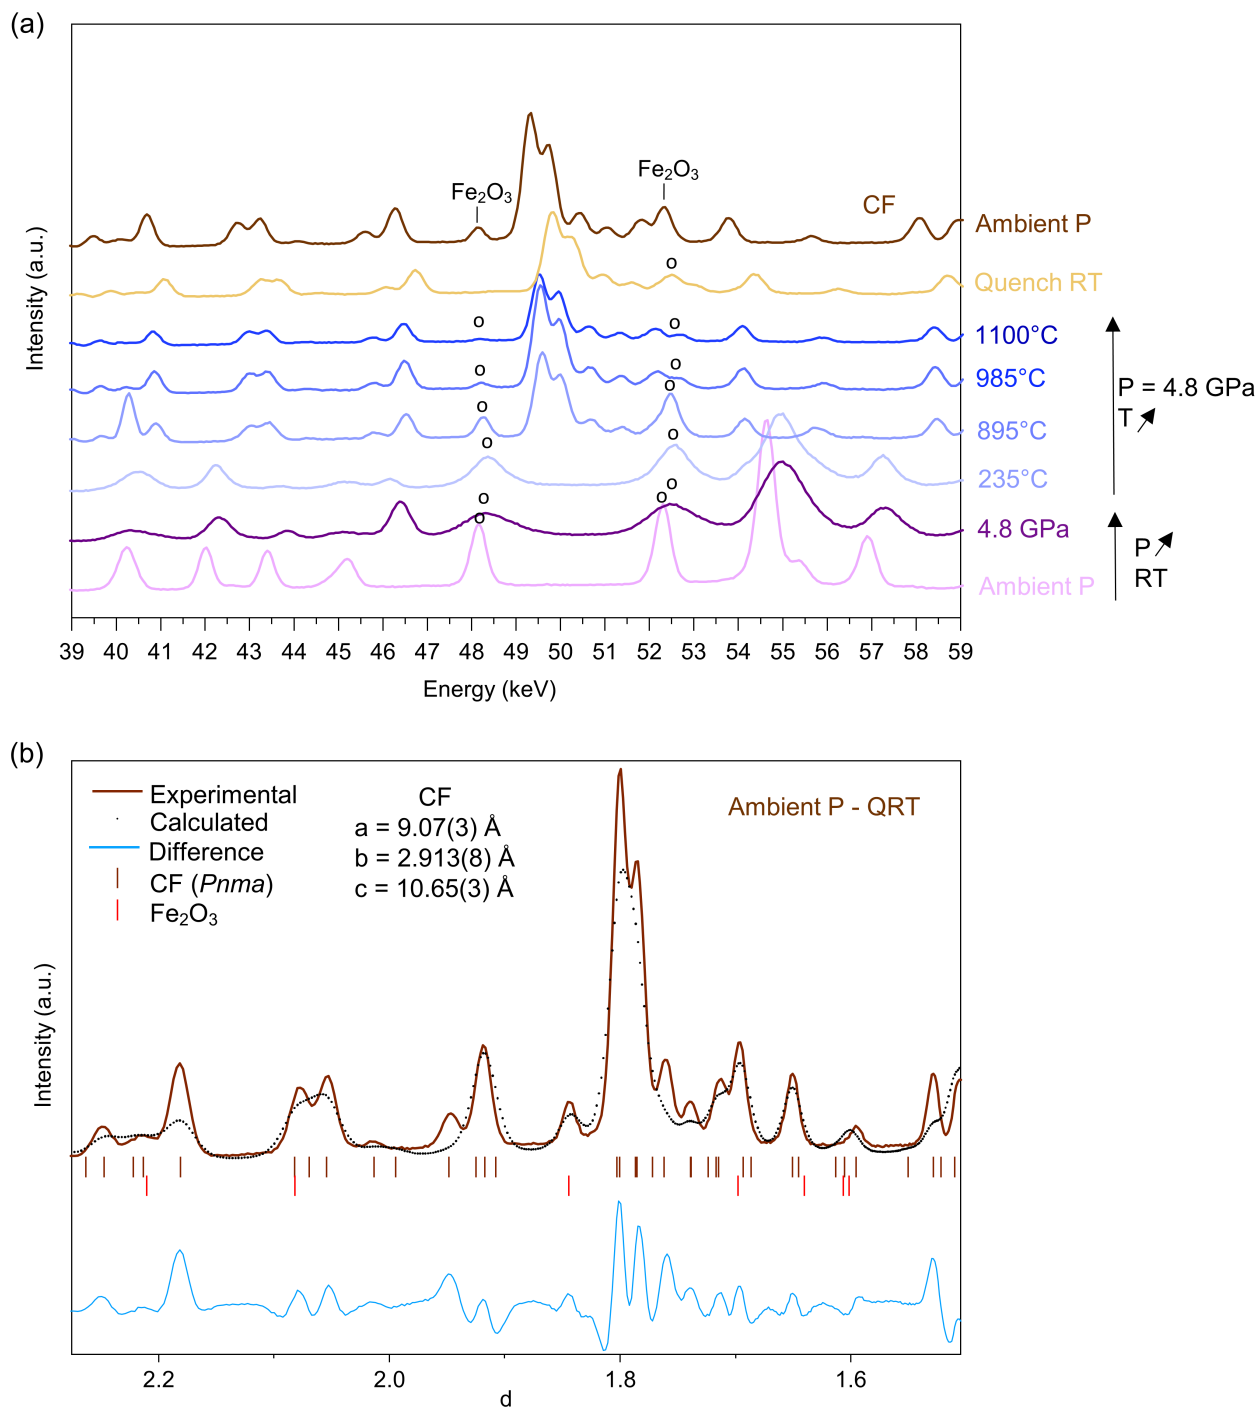 (a)
Fe₂O₃
Fe₂O₃
CF
Ambient P
o
Quench RT
o
o
1100°C
o
o
985°C
o
o
895°C
o
o
235°C
o
o
o
4.8 GPa
o
Ambient P
P = 4.8 GPa
T
P
RT
Intensity (a.u.)
39 40 41 42 43 44 45 46 47 48 49 50 51 52 53 54 55 56 57 58 59
Energy (keV)
(b)
Experimental
Calculated
Difference
CF (Pnma)
Fe₂O₃
CF
a = 9.07(3) Å
b = 2.913(8) Å
c = 10.65(3) Å
Ambient P - QRT
Intensity (a.u.)
2.2 2.0 1.8 1.6
d